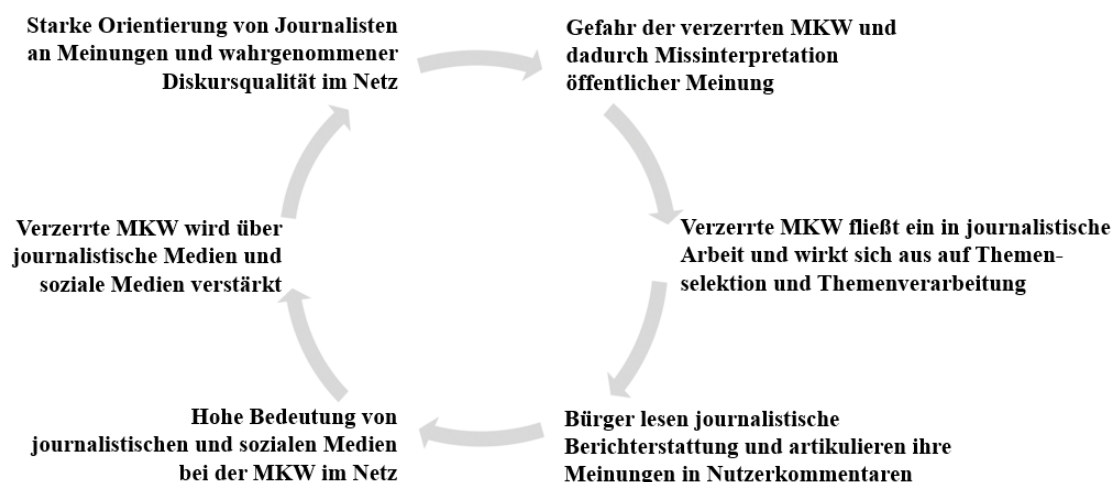 Starke Orientierung von Journalisten
an Meinungen und wahrgenommener
Diskursqualität im Netz
Gefahr der verzerrten MKW und
dadurch Missinterpretation
öffentlicher Meinung
Verzerrte MKW fließt ein in journalistische
Arbeit und wirkt sich aus auf Themen-
selektion und Themenverarbeitung
Bürger lesen journalistische
Berichterstattung und artikulieren ihre
Meinungen in Nutzerkommentaren
Hohe Bedeutung von
journalistischen und sozialen Medien
bei der MKW im Netz
Verzerrte MKW wird über
journalistische Medien und
soziale Medien verstärkt